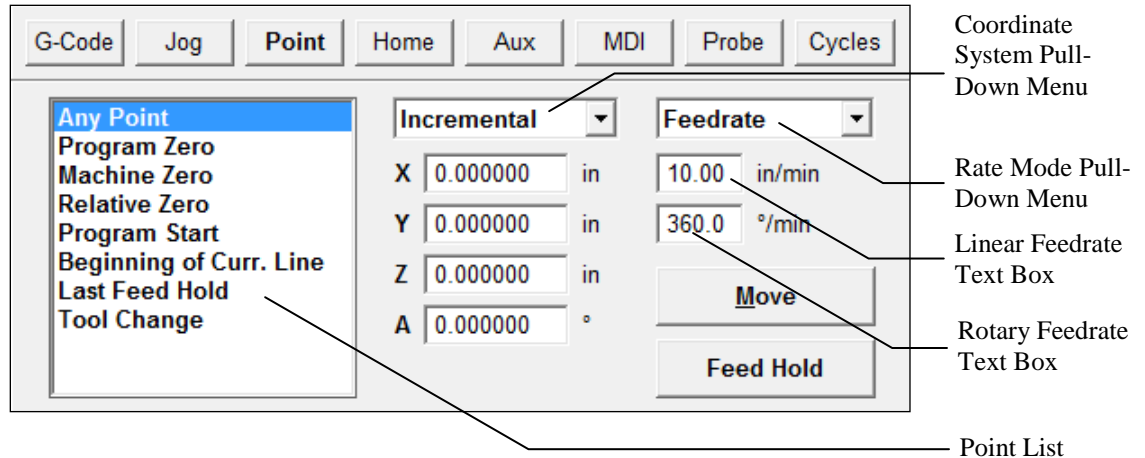 G-Code Jog Point Home Aux MDI Probe Cycles
Any Point
Program Zero
Machine Zero
Relative Zero
Program Start
Beginning of Curr. Line
Last Feed Hold
Tool Change
Incremental
X 0.000000 in
Y 0.000000 in
Z 0.000000 in
A 0.000000 °
Feedrate
10.00 in/min
360.0 °/min
Move
Feed Hold
Coordinate
System Pull-
Down Menu
Rate Mode Pull-
Down Menu
Linear Feedrate
Text Box
Rotary Feedrate
Text Box
Point List